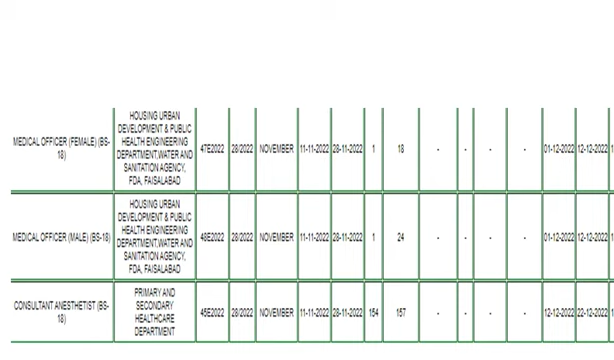 HOUSING URBAN
DEVELOPMENT & PUBLIC
HEALTH ENGINEERING
DEPARTMENT,WATER AND
SANITATION AGENCY,
FDA, FAISALABAD
MEDICAL OFFICER (FEMALE) (BS-
18)
47E2022 28/2022 NOVEMBER 11-11-2022 28-11-2022 1 18 - - - - 01-12-2022 12-12-2022
HOUSING URBAN
DEVELOPMENT & PUBLIC
HEALTH ENGINEERING
DEPARTMENT,WATER AND
SANITATION AGENCY,
FDA, FAISALABAD
MEDICAL OFFICER (MALE) (BS-18)
48E2022 28/2022 NOVEMBER 11-11-2022 28-11-2022 1 24 - - - - 01-12-2022 12-12-2022
CONSULTANT ANESTHETIST (BS-
18)
PRIMARY AND
SECONDARY
HEALTHCARE
DEPARTMENT
45E2022 28/2022 NOVEMBER 11-11-2022 28-11-2022 154 157 - - - - 12-12-2022 22-12-2022